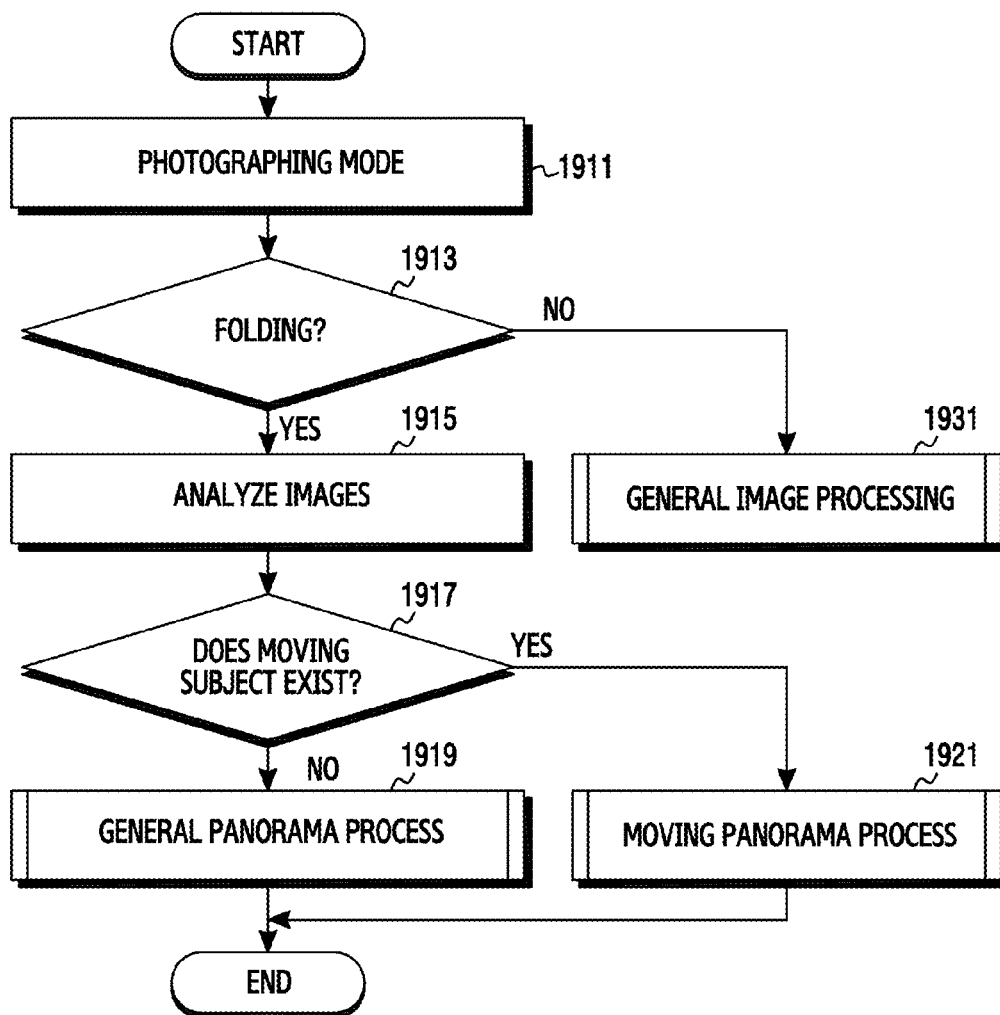 START
PHOTOGRAPHING MODE
1911
1913
FOLDING?
NO
YES
1915
ANALYZE IMAGES
1931
GENERAL IMAGE PROCESSING
1917
DOES MOVING
SUBJECT EXIST?
YES
NO
1919
GENERAL PANORAMA PROCESS
1921
MOVING PANORAMA PROCESS
END